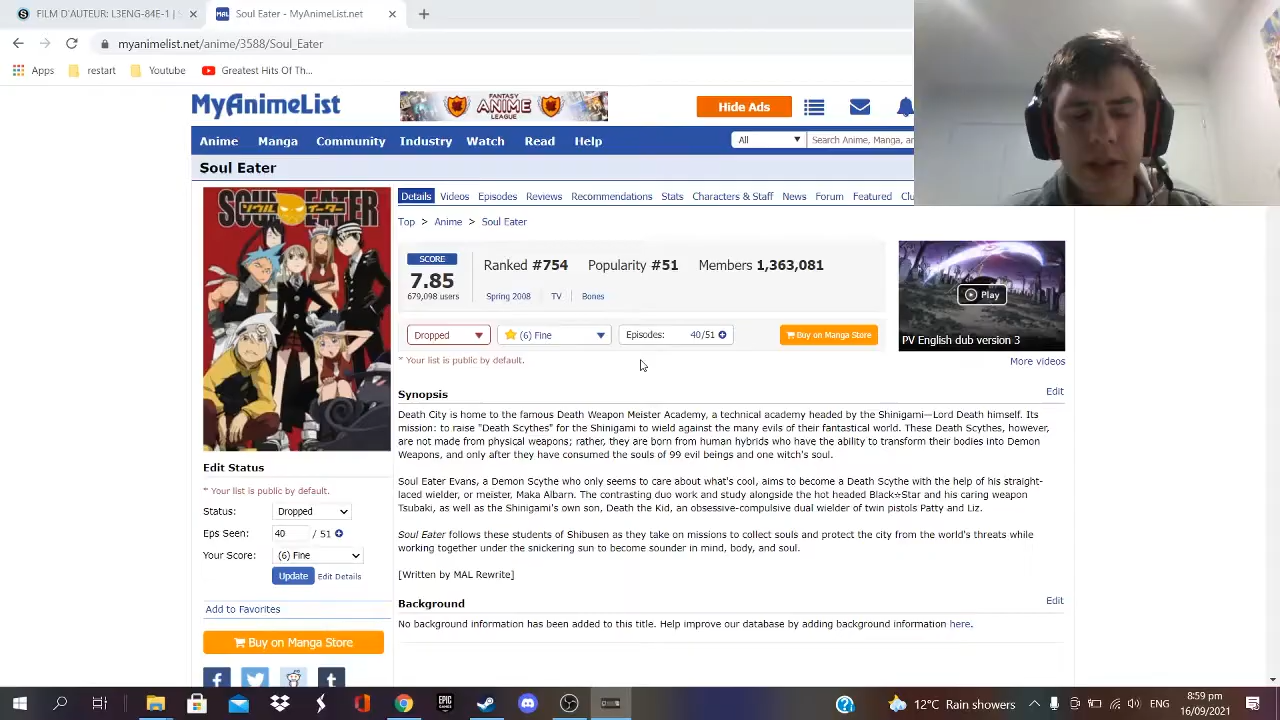 FILM D'AUTEUR: L3ENG-84E-1 | S
Soul Eater - MyAnimeList.net
myanimelist.net/anime/3588/Soul_Eater
Apps restart Youtube Greatest Hits Of Th...
MyAnimeList
FANTASY ANIME LEAGUE
Hide Ads
Anime Manga Community Industry Watch Read Help
All Search Anime, Manga, an
Soul Eater
Details Videos Episodes Reviews Recommendations Stats Characters & Staff News Forum Featured Clu
SOUL EATER
ソウルイーター
Top > Anime > Soul Eater
SCORE
7.85
679,098 users
Ranked #754 Popularity #51 Members 1,363,081
Spring 2008 TV Bones
Play
PV English dub version 3
More videos
Dropped (6) Fine Episodes: 40/51 Buy on Manga Store
* Your list is public by default.
Synopsis Edit
Death City is home to the famous Death Weapon Meister Academy, a technical academy headed by the Shinigami—Lord Death himself. Its
mission: to raise "Death Scythes" for the Shinigami to wield against the many evils of their fantastical world. These Death Scythes, however,
are not made from physical weapons; rather, they are born from human hybrids who have the ability to transform their bodies into Demon
Weapons, and only after they have consumed the souls of 99 evil beings and one witch's soul.
Soul Eater Evans, a Demon Scythe who only seems to care about what's cool, aims to become a Death Scythe with the help of his straight-
laced wielder, or meister, Maka Albarn. The contrasting duo work and study alongside the hot headed Black☆Star and his caring weapon
Tsubaki, as well as the Shinigami's own son, Death the Kid, an obsessive-compulsive dual wielder of twin pistols Patty and Liz.
Soul Eater follows these students of Shibusen as they take on missions to collect souls and protect the city from the world's threats while
working together under the snickering sun to become sounder in mind, body, and soul.
[Written by MAL Rewrite]
Background Edit
No background information has been added to this title. Help improve our database by adding background information here.
Edit Status
* Your list is public by default.
Status: Dropped
Eps Seen: 40 / 51
Your Score: (6) Fine
Update Edit Details
Add to Favorites
Buy on Manga Store
EPIC GAMES
12°C Rain showers
ENG
8:59 pm
16/09/2021